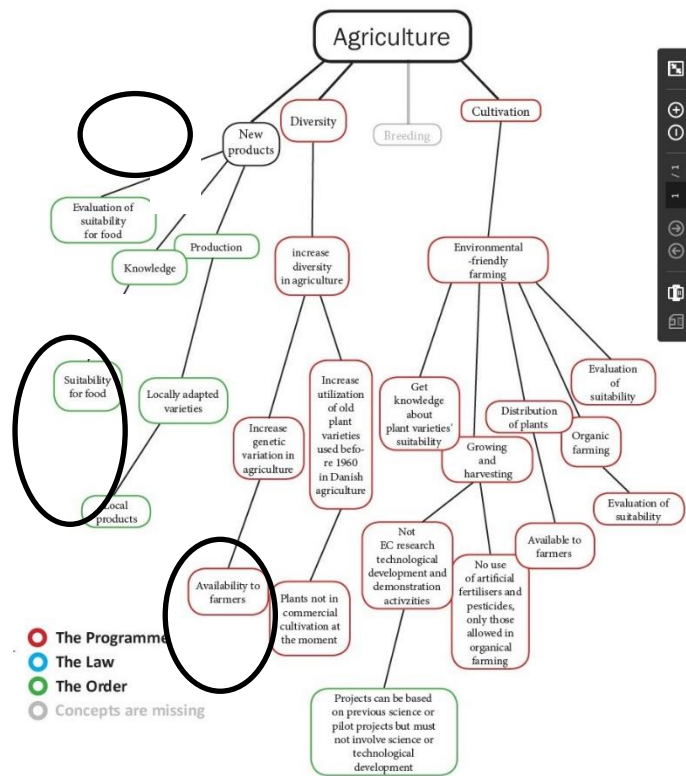 Agriculture
New
products
Diversity
Breeding
Cultivation
Evaluation of
suitability
for food
Knowledge
Production
increase
diversity
in agriculture
Environmental
-friendly
farming
Suitability
for food
Locally adapted
varieties
Local
products
Increase
genetic
variation in
agriculture
Increase
utilization
of old
plant
varieties
used befo-
re 1960
in Danish
agriculture
Get
knowledge
about
plant varieties'
suitability
Growing
and
harvesting
Distribution
of plants
Organic
farming
Evaluation
of
suitability
Evaluation of
suitability
Availability to
farmers
Plants not in
commercial
cultivation at
the moment
Not
EC research
technological
development and
demonstration
activzities
No use
of artificial
fertilisers and
pesticides,
only those
allowed in
organical
farming
Available to
farmers
Projects can be based
on previous science or
pilot projects but must
not involve science or
technological
development
The Programme
The Law
The Order
Concepts are missing
1 / 1